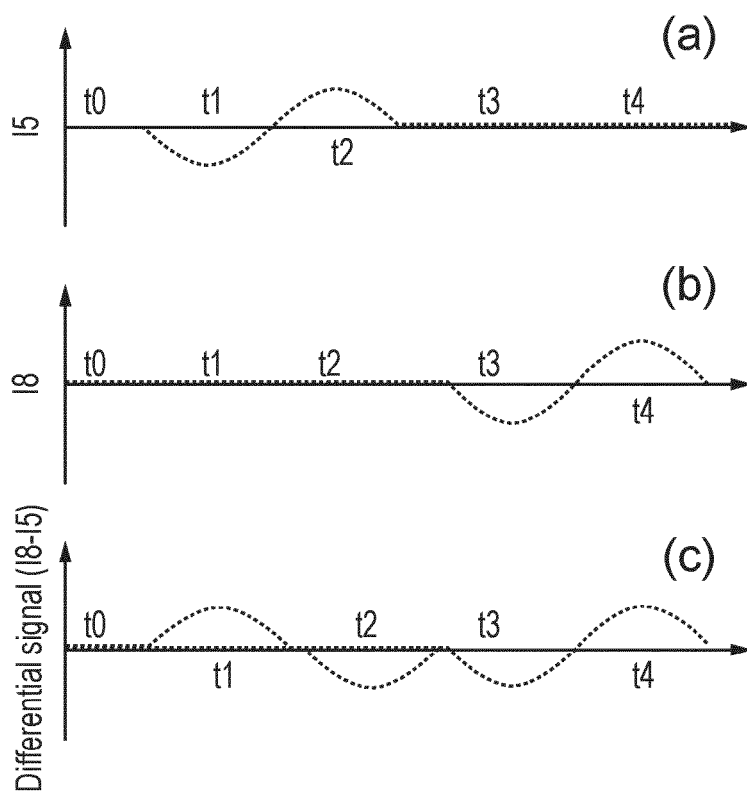 (a)
t0 t1 t3 t4
I5
t2
(b)
t0 t1 t2 t3
I8
t4
(c)
Differential signal (I8-I5)
t0 t2 t3
t1 t4